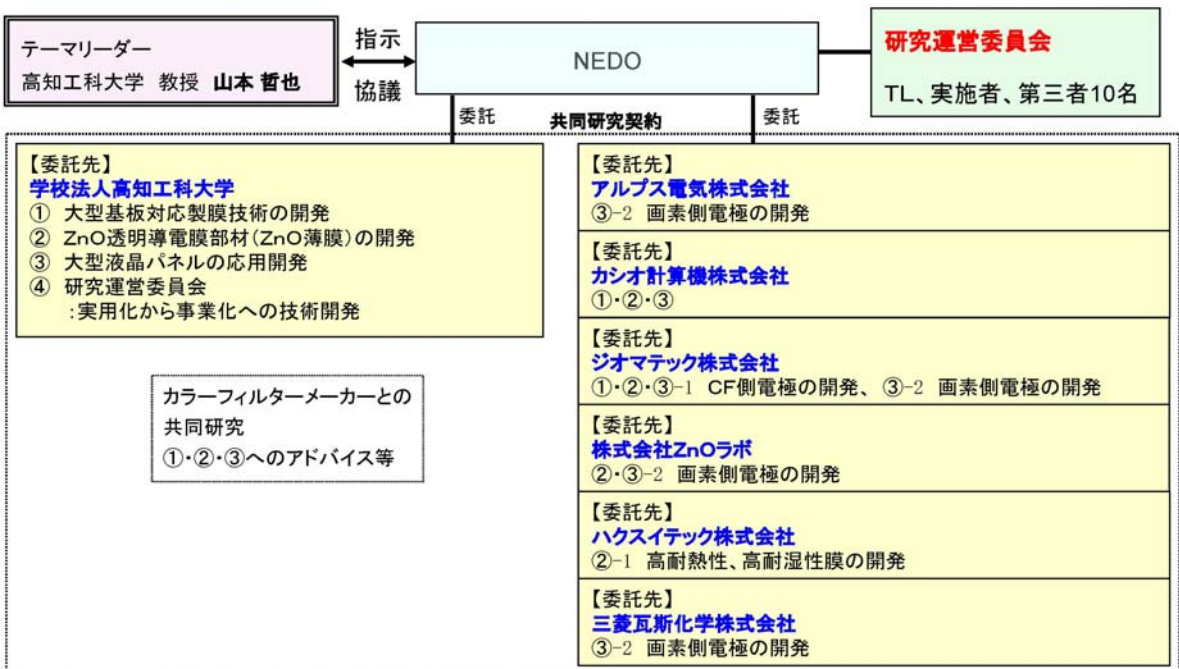 テーマリーダー
高知工科大学 教授 山本 哲也
指示
協議
NEDO
研究運営委員会
TL、実施者、第三者10名
委託
共同研究契約
委託
【委託先】
学校法人高知工科大学
① 大型基板対応製膜技術の開発
② ZnO透明導電膜部材(ZnO薄膜)の開発
③ 大型液晶パネルの応用開発
④ 研究運営委員会
:実用化から事業化への技術開発
カラーフィルターメーカーとの
共同研究
①・②・③へのアドバイス等
【委託先】
アルプス電気株式会社
③-2 画素側電極の開発
【委託先】
カシオ計算機株式会社
①・②・③
【委託先】
ジオマテック株式会社
①・②・③-1 CF側電極の開発、 ③-2 画素側電極の開発
【委託先】
株式会社ZnOラボ
②・③-2 画素側電極の開発
【委託先】
ハクスイテック株式会社
②-1 高耐熱性、高耐湿性膜の開発
【委託先】
三菱瓦斯化学株式会社
③-2 画素側電極の開発